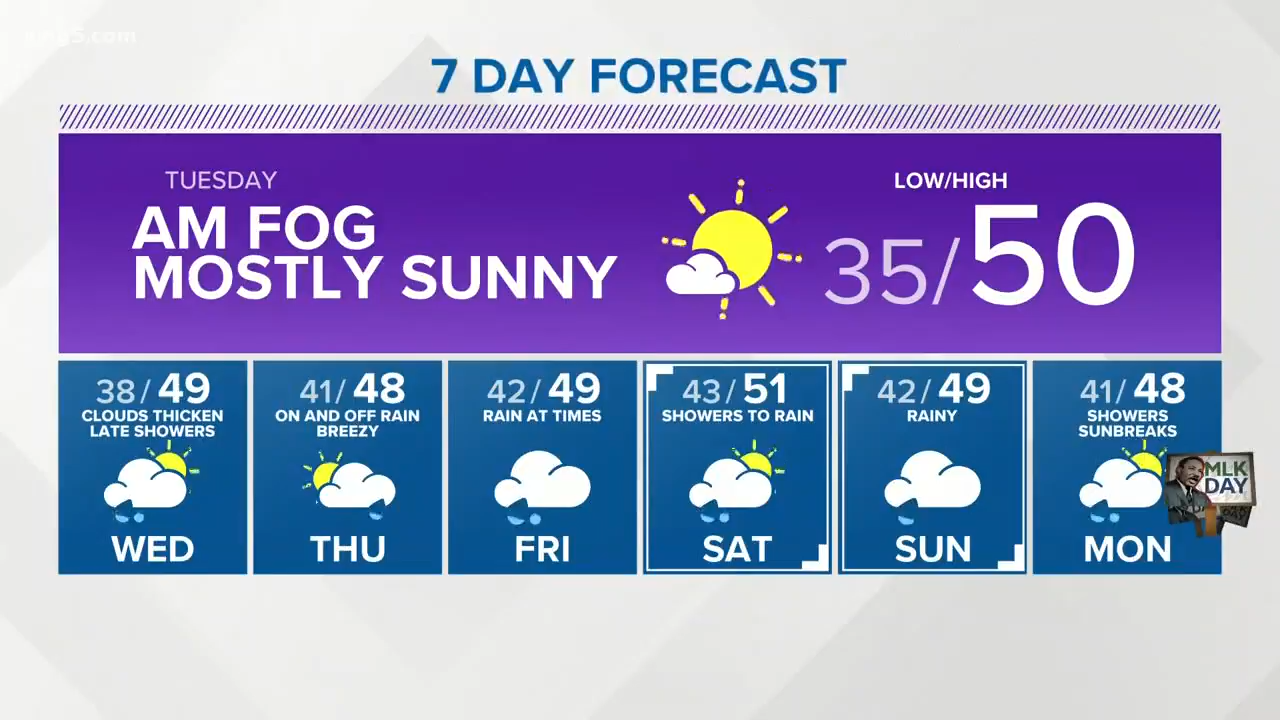 7 DAY FORECAST
TUESDAY
AM FOG
MOSTLY SUNNY
LOW/HIGH
35/50
38/49
CLOUDS THICKEN
LATE SHOWERS
WED
41/48
ON AND OFF RAIN
BREEZY
THU
42/49
RAIN AT TIMES
FRI
43/51
SHOWERS TO RAIN
SAT
42/49
RAINY
SUN
41/48
SHOWERS
SUNBREAKS
MON
MLK
DAY